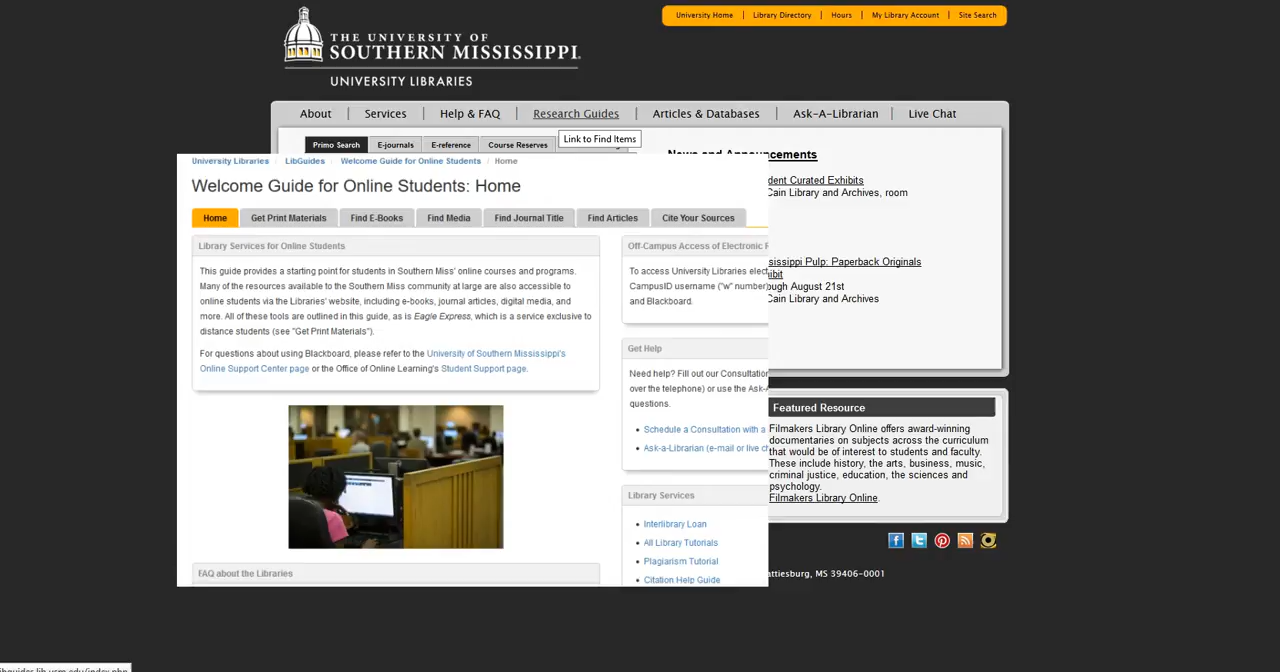 University Home | Library Directory | Hours | My Library Account | Site Search
THE UNIVERSITY OF
SOUTHERN MISSISSIPPI.
UNIVERSITY LIBRARIES
About | Services | Help & FAQ | Research Guides | Articles & Databases | Ask-A-Librarian | Live Chat
Primo Search E-journals E-reference Course Reserves
Link to Find Items
University Libraries / LibGuides / Welcome Guide for Online Students / Home
Welcome Guide for Online Students: Home
Home Get Print Materials Find E-Books Find Media Find Journal Title Find Articles Cite Your Sources
Library Services for Online Students
This guide provides a starting point for students in Southern Miss' online courses and programs.
Many of the resources available to the Southern Miss community at large are also accessible to
online students via the Libraries' website, including e-books, journal articles, digital media, and
more. All of these tools are outlined in this guide, as is Eagle Express, which is a service exclusive to
distance students (see "Get Print Materials").
For questions about using Blackboard, please refer to the University of Southern Mississippi's
Online Support Center page or the Office of Online Learning's Student Support page.
FAQ about the Libraries
Off-Campus Access of Electronic
To access University Libraries
CampusID username ("w" number)
and Blackboard.
Get Help
Need help? Fill out our Consultation
over the telephone) or use the
questions.
• Schedule a Consultation with a
• Ask-a-Librarian (e-mail or live
Library Services
• Interlibrary Loan
• All Library Tutorials
• Plagiarism Tutorial
• Citation Help Guide
News and Announcements
dent Curated Exhibits
Cain Library and Archives, room
ssissippi Pulp: Paperback Originals
ibit
ough August 21st
Cain Library and Archives
Featured Resource
Filmakers Library Online offers award-winning
documentaries on subjects across the curriculum
that would be of interest to students and faculty.
These include history, the arts, business, music,
criminal justice, education, the sciences and
psychology.
Filmakers Library Online.
attiesburg, MS 39406-0001